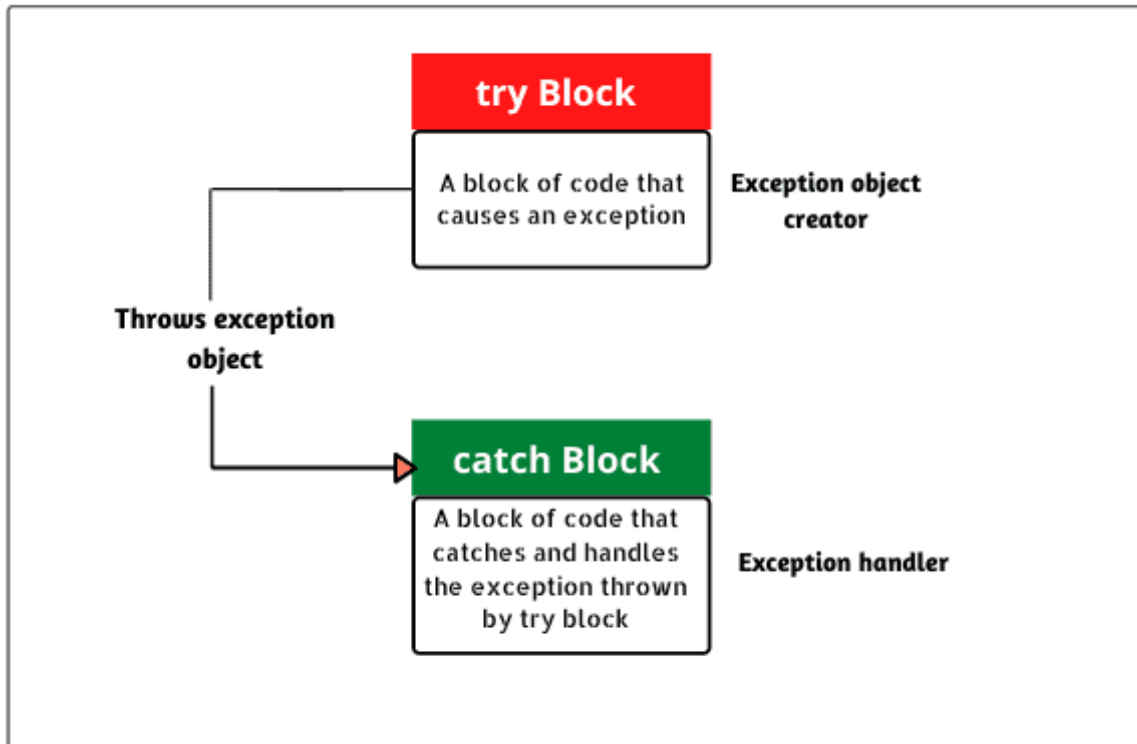 try Block
A block of code that
causes an exception
Exception object
creator
Throws exception
object
catch Block
A block of code that
catches and handles
the exception thrown
by try block
Exception handler